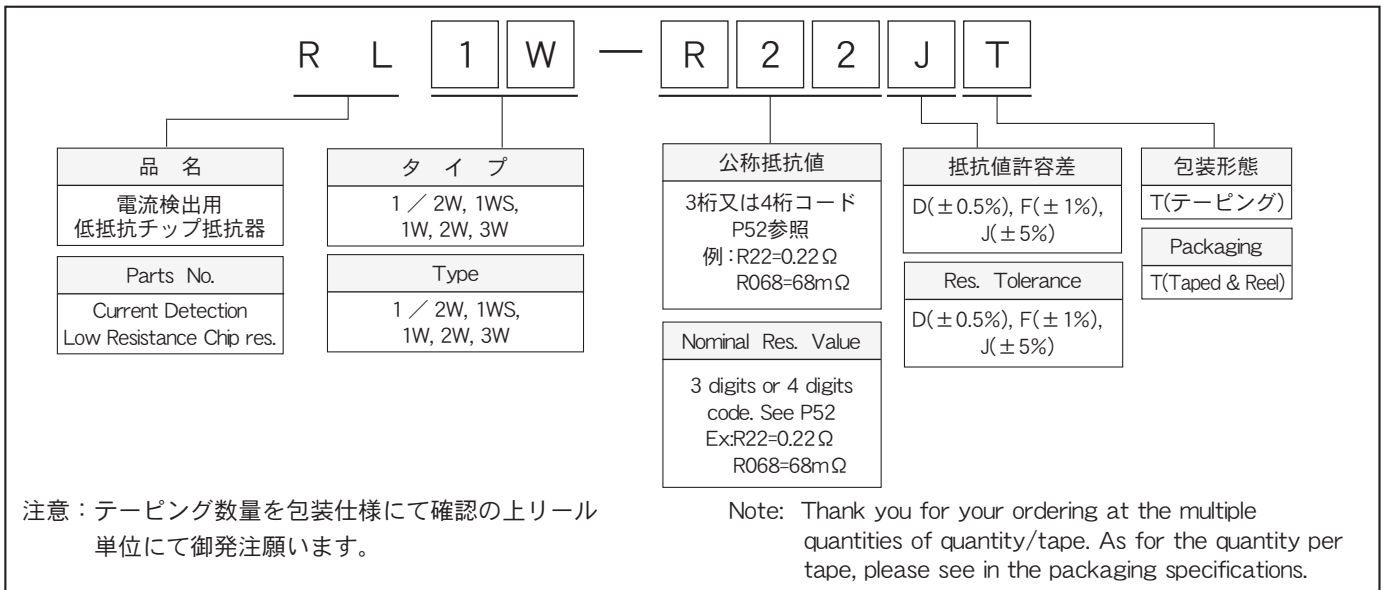 R L 1 W — R 2 2 J T
品 名
電流検出用
低抵抗チップ抵抗器
Parts No.
Current Detection
Low Resistance Chip res.
タ イ プ
1 ／ 2W, 1WS,
1W, 2W, 3W
Type
1 ／ 2W, 1WS,
1W, 2W, 3W
公称抵抗値
3桁又は4桁コード
P52参照
例：R22=0.22Ω
R068=68mΩ
Nominal Res. Value
3 digits or 4 digits
code. See P52
Ex:R22=0.22Ω
R068=68mΩ
抵抗値許容差
D(±0.5%), F(±1%),
J(±5%)
Res. Tolerance
D(±0.5%), F(±1%),
J(±5%)
包装形態
T(テーピング)
Packaging
T(Taped & Reel)
注意：テーピング数量を包装仕様にて確認の上リール
単位にて御発注願います。
Note: Thank you for your ordering at the multiple
quantities of quantity/tape. As for the quantity per
tape, please see in the packaging specifications.